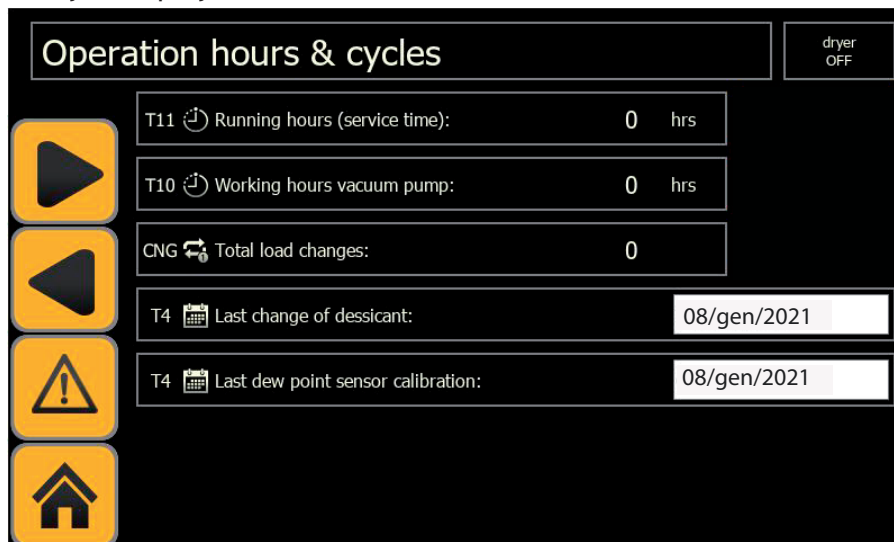 Operation hours & cycles
dryer
OFF
T11 Running hours (service time): 0 hrs
T10 Working hours vacuum pump: 0 hrs
CNG Total load changes: 0
T4 Last change of dessicant: 08/gen/2021
T4 Last dew point sensor calibration: 08/gen/2021